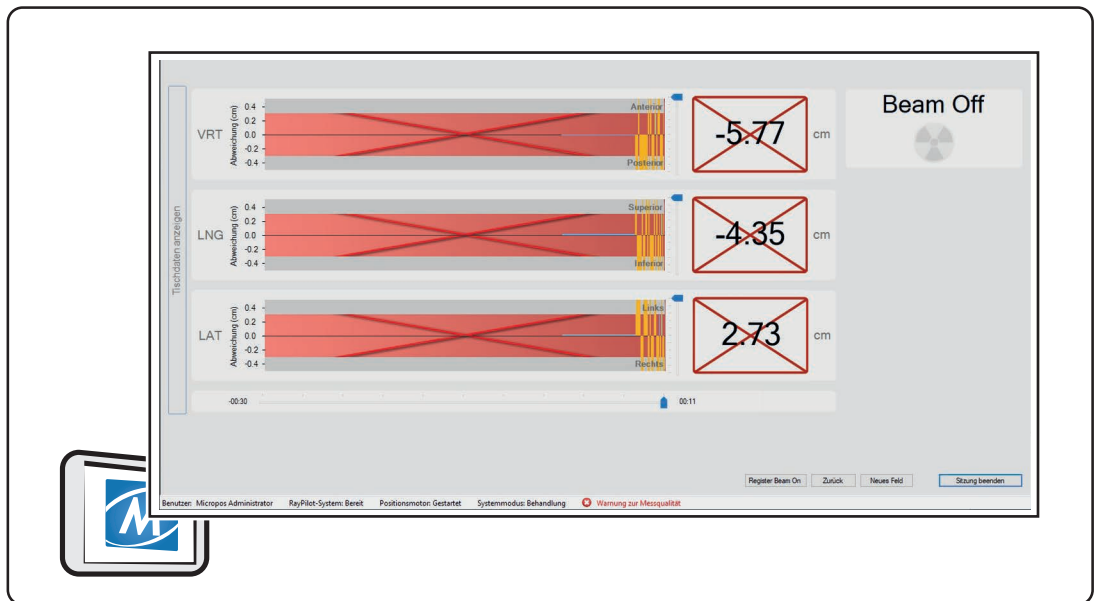 Beam Off
Tischdaten anzeigen
VRT
Abweichung (cm)
0.4
0.2
0.0
-0.2
-0.4
Anterior
Posterior
-5.77
cm
LNG
Abweichung (cm)
0.4
0.2
0.0
-0.2
-0.4
Superior
Inferior
-4.35
cm
LAT
Abweichung (cm)
0.4
0.2
0.0
-0.2
-0.4
Links
Rechts
2.73
cm
-00:30
00:11
Register Beam On Zurück Neues Feld Sitzung beenden
Benutzer: Micropos Administrator RayPilot-System: Bereit Positionsmotor: Gestartet Systemmodus: Behandlung Warnung zur Messqualität
M